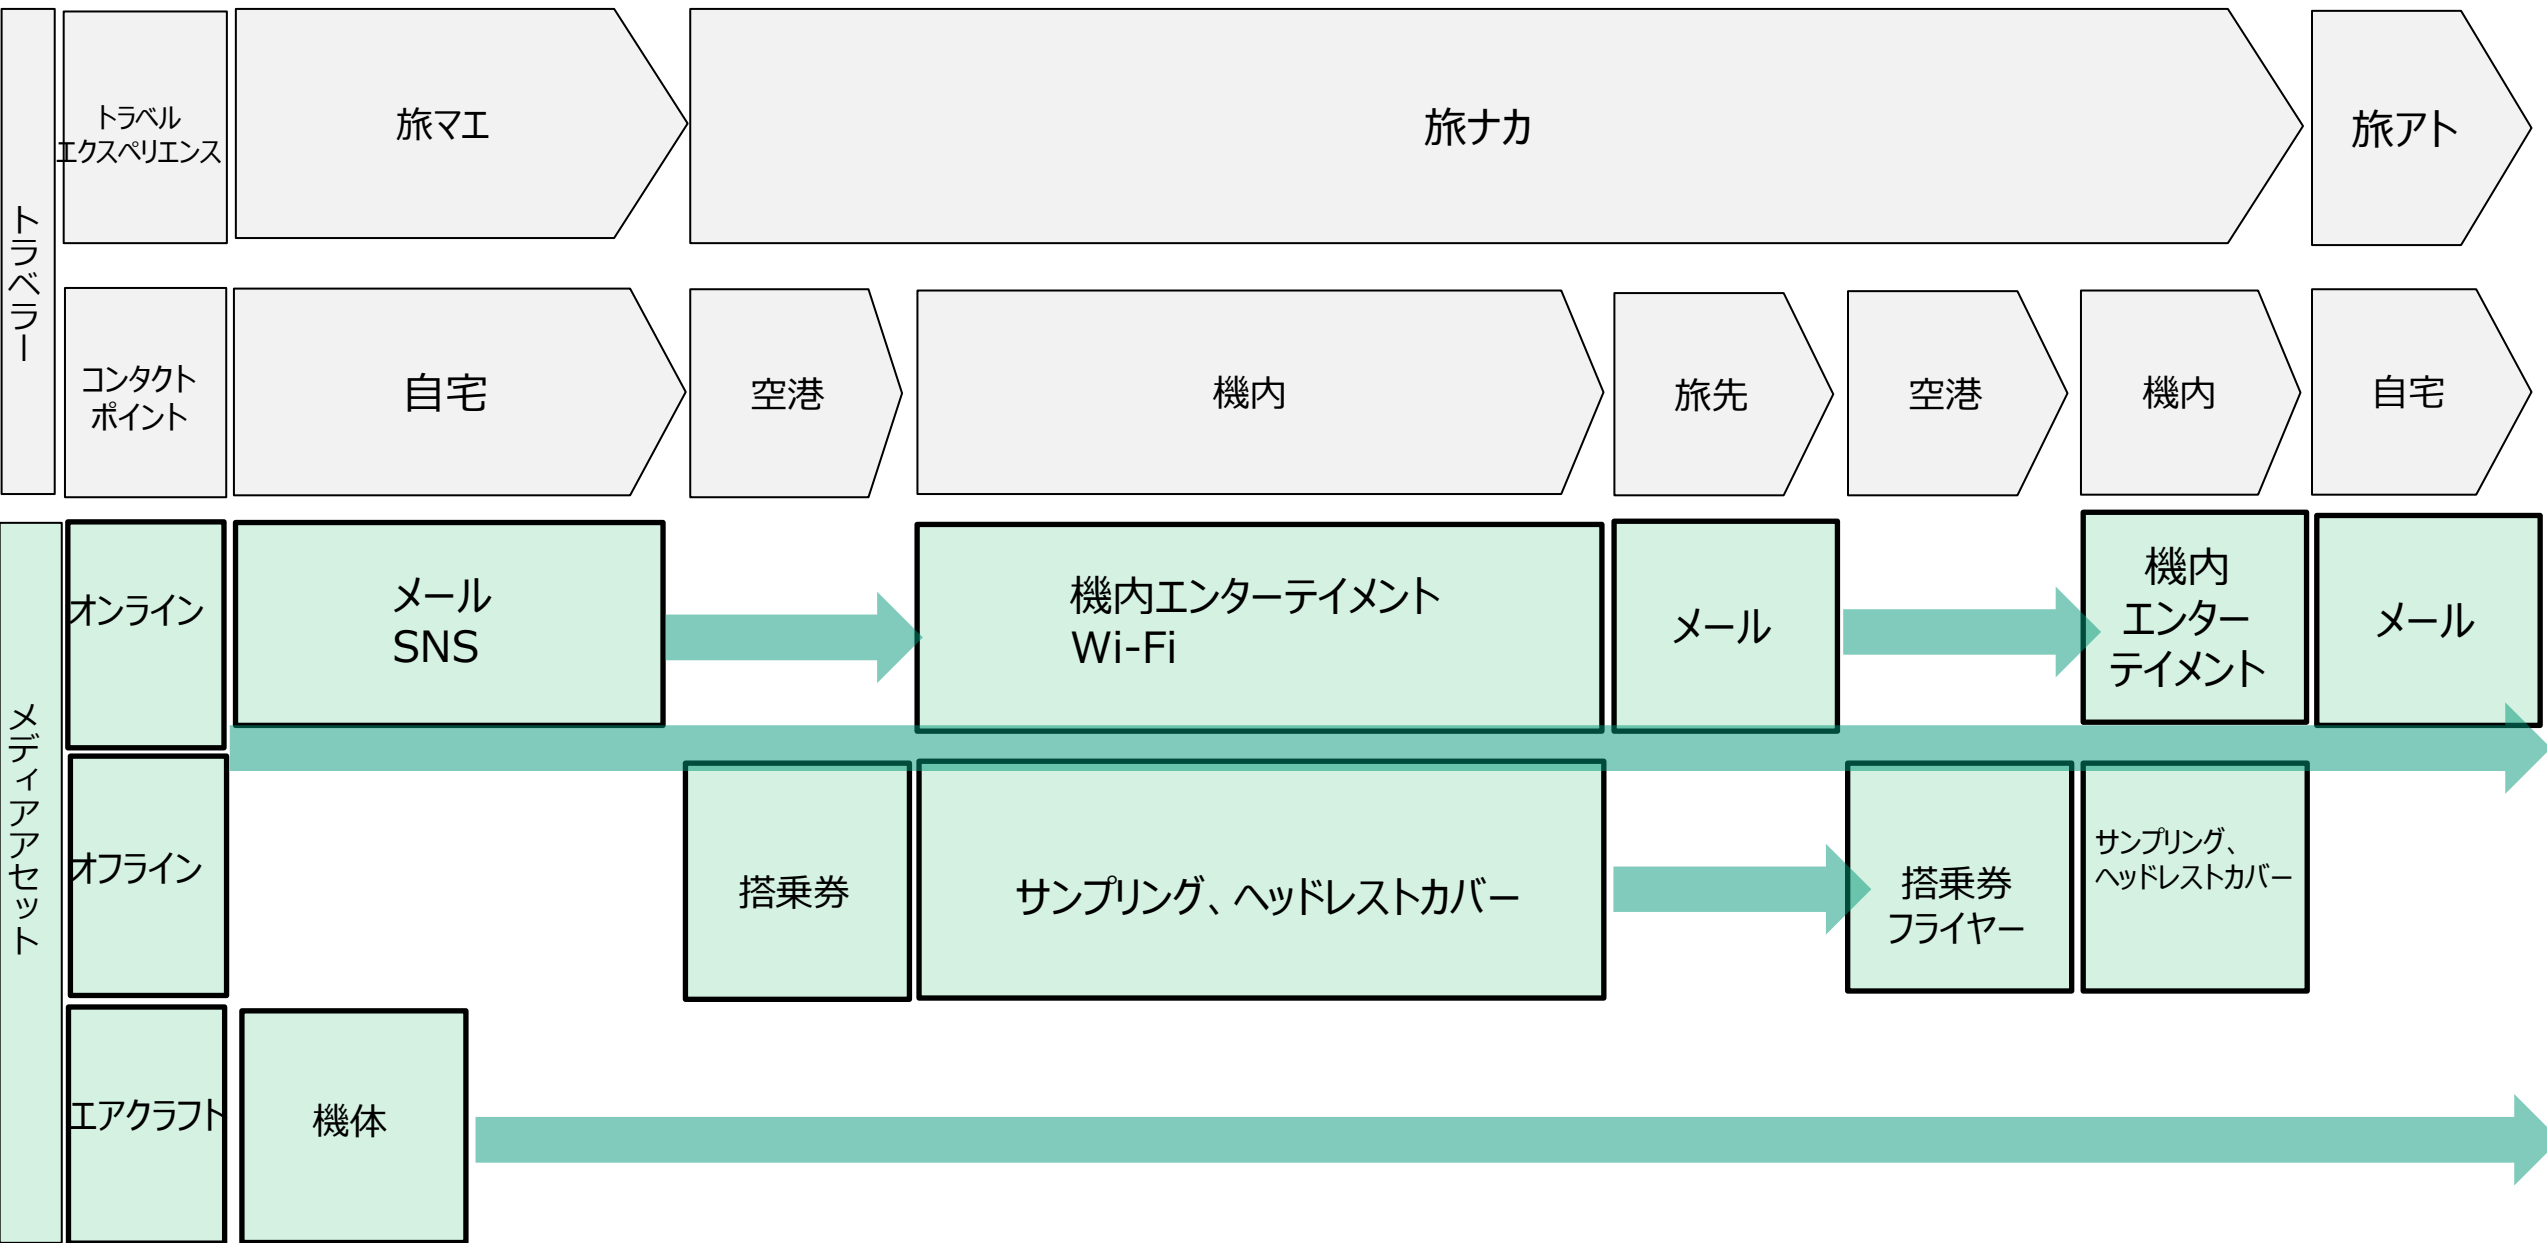 トラベラー
トラベル
エクスペリエンス
旅マエ
旅ナカ
旅アト
コンタクト
ポイント
自宅
空港
機内
旅先
空港
機内
自宅
メディアアセット
オンライン
メール
SNS
機内エンターテイメント
Wi-Fi
メール
機内
エンター
テイメント
メール
オフライン
搭乗券
サンプリング、ヘッドレストカバー
搭乗券
フライヤー
サンプリング、
ヘッドレストカバー
エアクラフト
機体